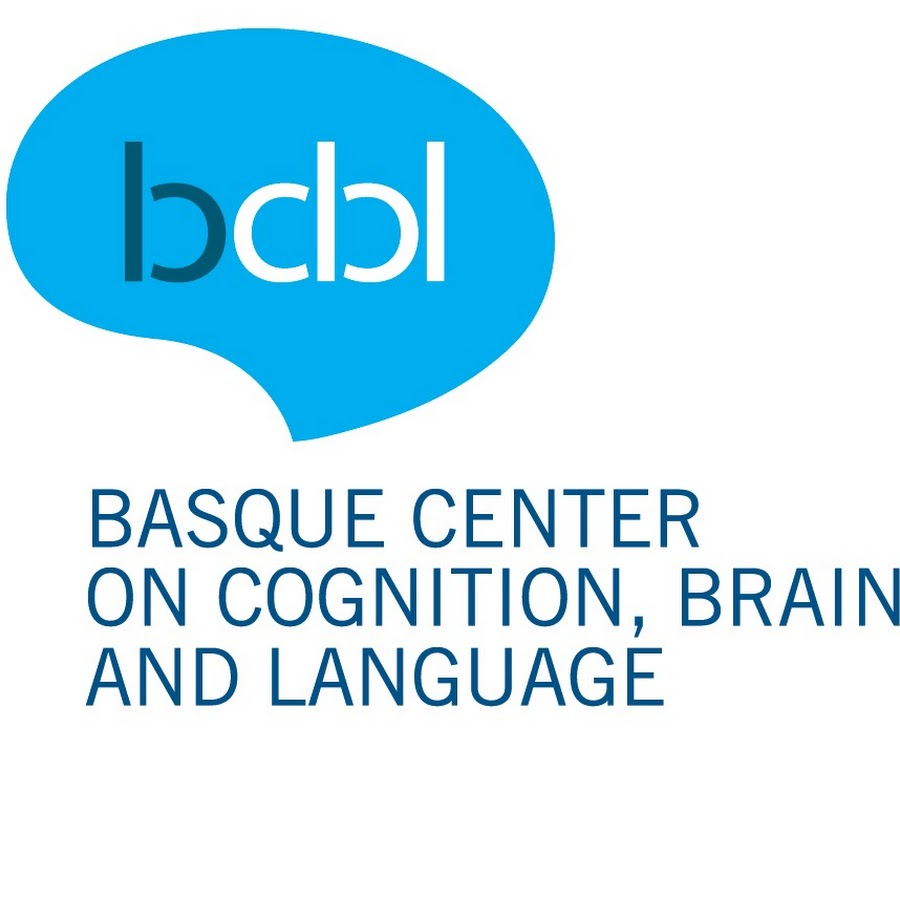 bcbl
BASQUE CENTER
ON COGNITION, BRAIN
AND LANGUAGE